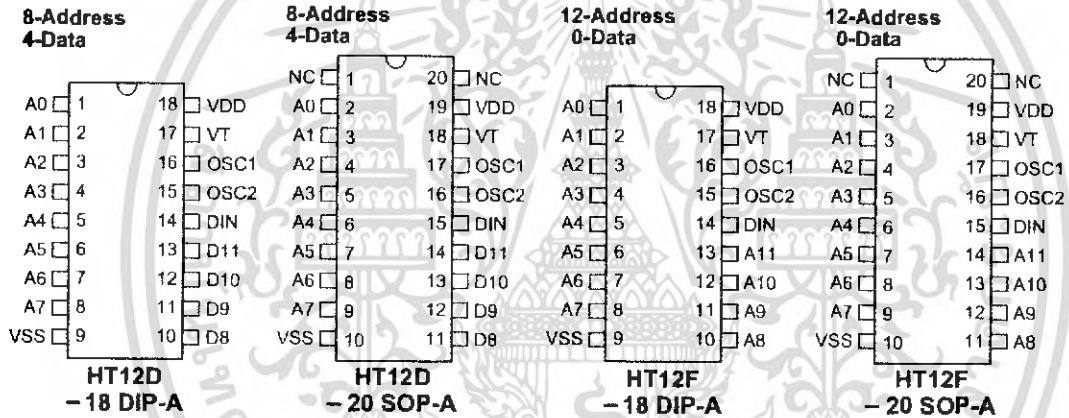 8-Address
4-Data
A0 1 18 VDD
A1 2 17 VT
A2 3 16 OSC1
A3 4 15 OSC2
A4 5 14 DIN
A5 6 13 D11
A6 7 12 D10
A7 8 11 D9
VSS 9 10 D8
HT12D
– 18 DIP-A
8-Address
4-Data
NC 1 20 NC
A0 2 19 VDD
A1 3 18 VT
A2 4 17 OSC1
A3 5 16 OSC2
A4 6 15 DIN
A5 7 14 D11
A6 8 13 D10
A7 9 12 D9
VSS 10 11 D8
HT12D
– 20 SOP-A
12-Address
0-Data
A0 1 18 VDD
A1 2 17 VT
A2 3 16 OSC1
A3 4 15 OSC2
A4 5 14 DIN
A5 6 13 A11
A6 7 12 A10
A7 8 11 A9
VSS 9 10 A8
HT12F
– 18 DIP-A
12-Address
0-Data
NC 1 20 NC
A0 2 19 VDD
A1 3 18 VT
A2 4 17 OSC1
A3 5 16 OSC2
A4 6 15 DIN
A5 7 14 A11
A6 8 13 A10
A7 9 12 A9
VSS 10 11 A8
HT12F
– 20 SOP-A